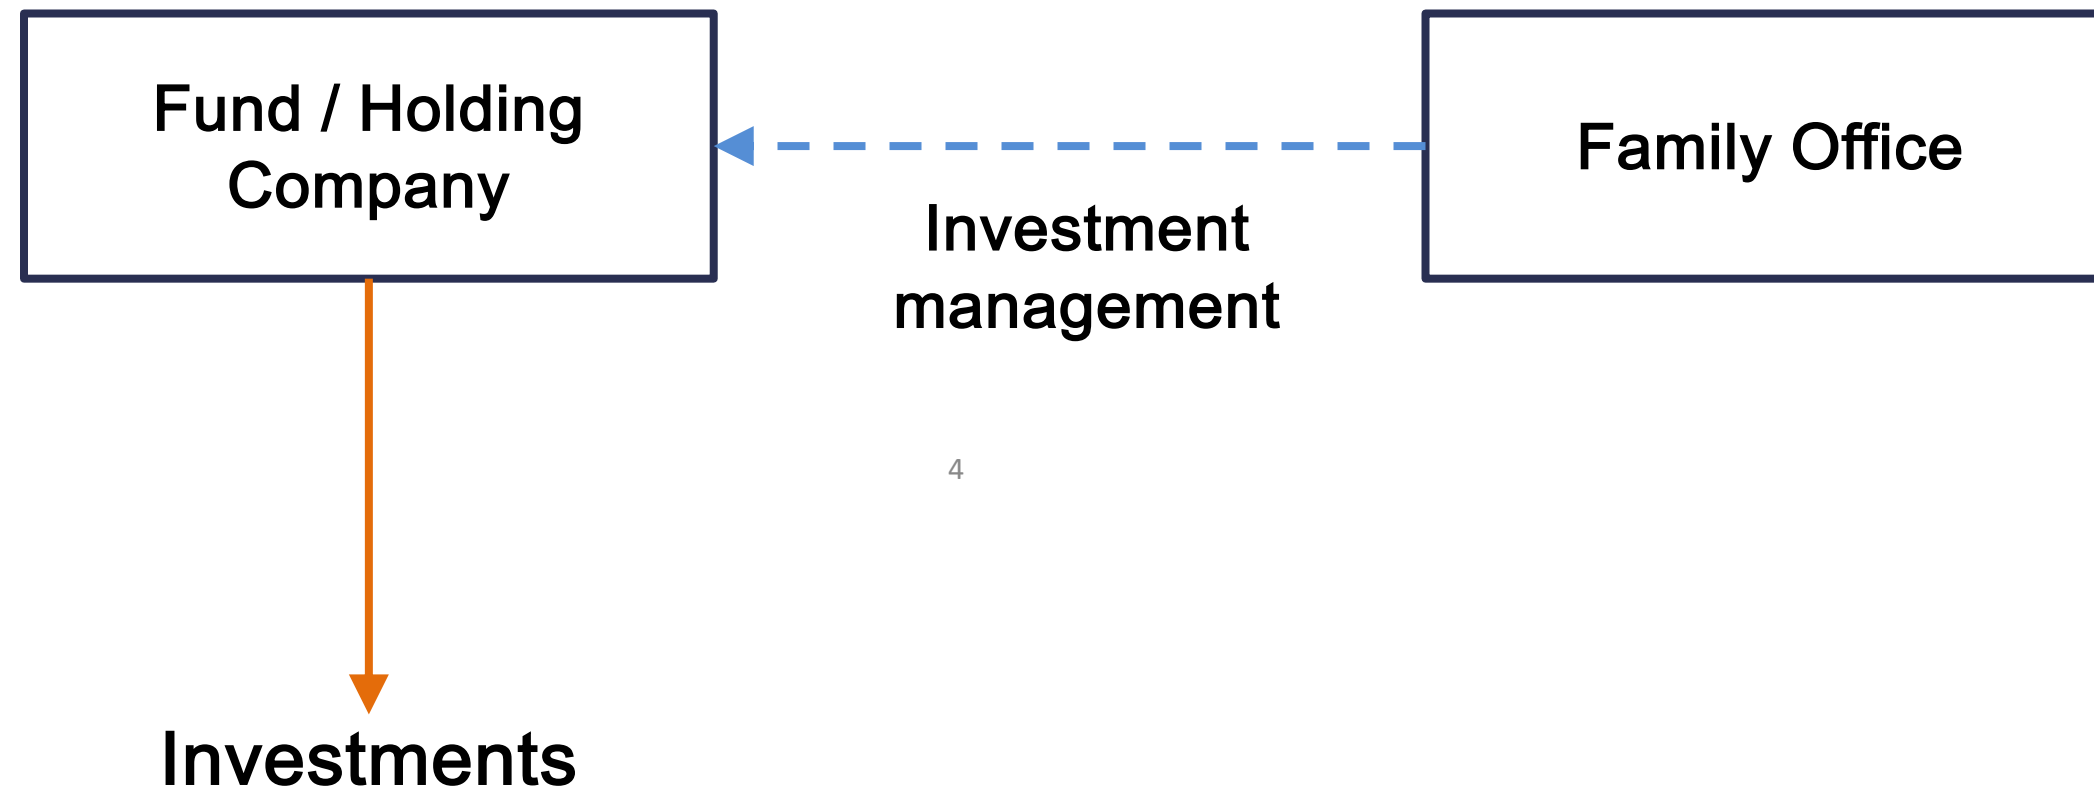 Fund / Holding
Company
Family Office
Investment
management
4
Investments